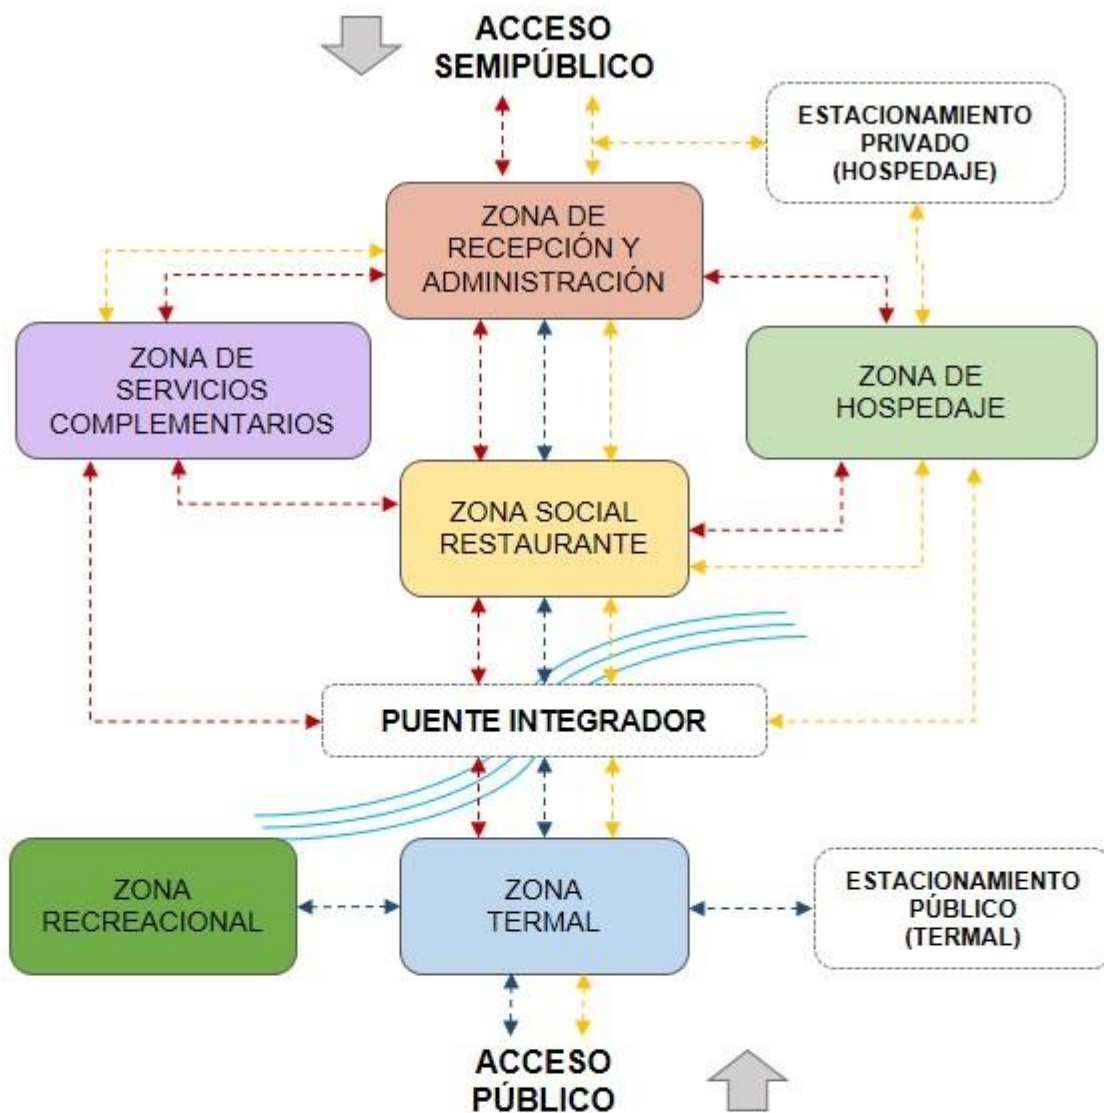 ACCESO
SEMIPÚBLICO
ESTACIONAMIENTO
PRIVADO
(HOSPEDAJE)
ZONA DE
RECEPCIÓN Y
ADMINISTRACIÓN
ZONA DE
SERVICIOS
COMPLEMENTARIOS
ZONA DE
HOSPEDAJE
ZONA SOCIAL
RESTAURANTE
PUENTE INTEGRADOR
ZONA
RECREACIONAL
ZONA
TERMAL
ESTACIONAMIENTO
PÚBLICO
(TERMAL)
ACCESO
PÚBLICO